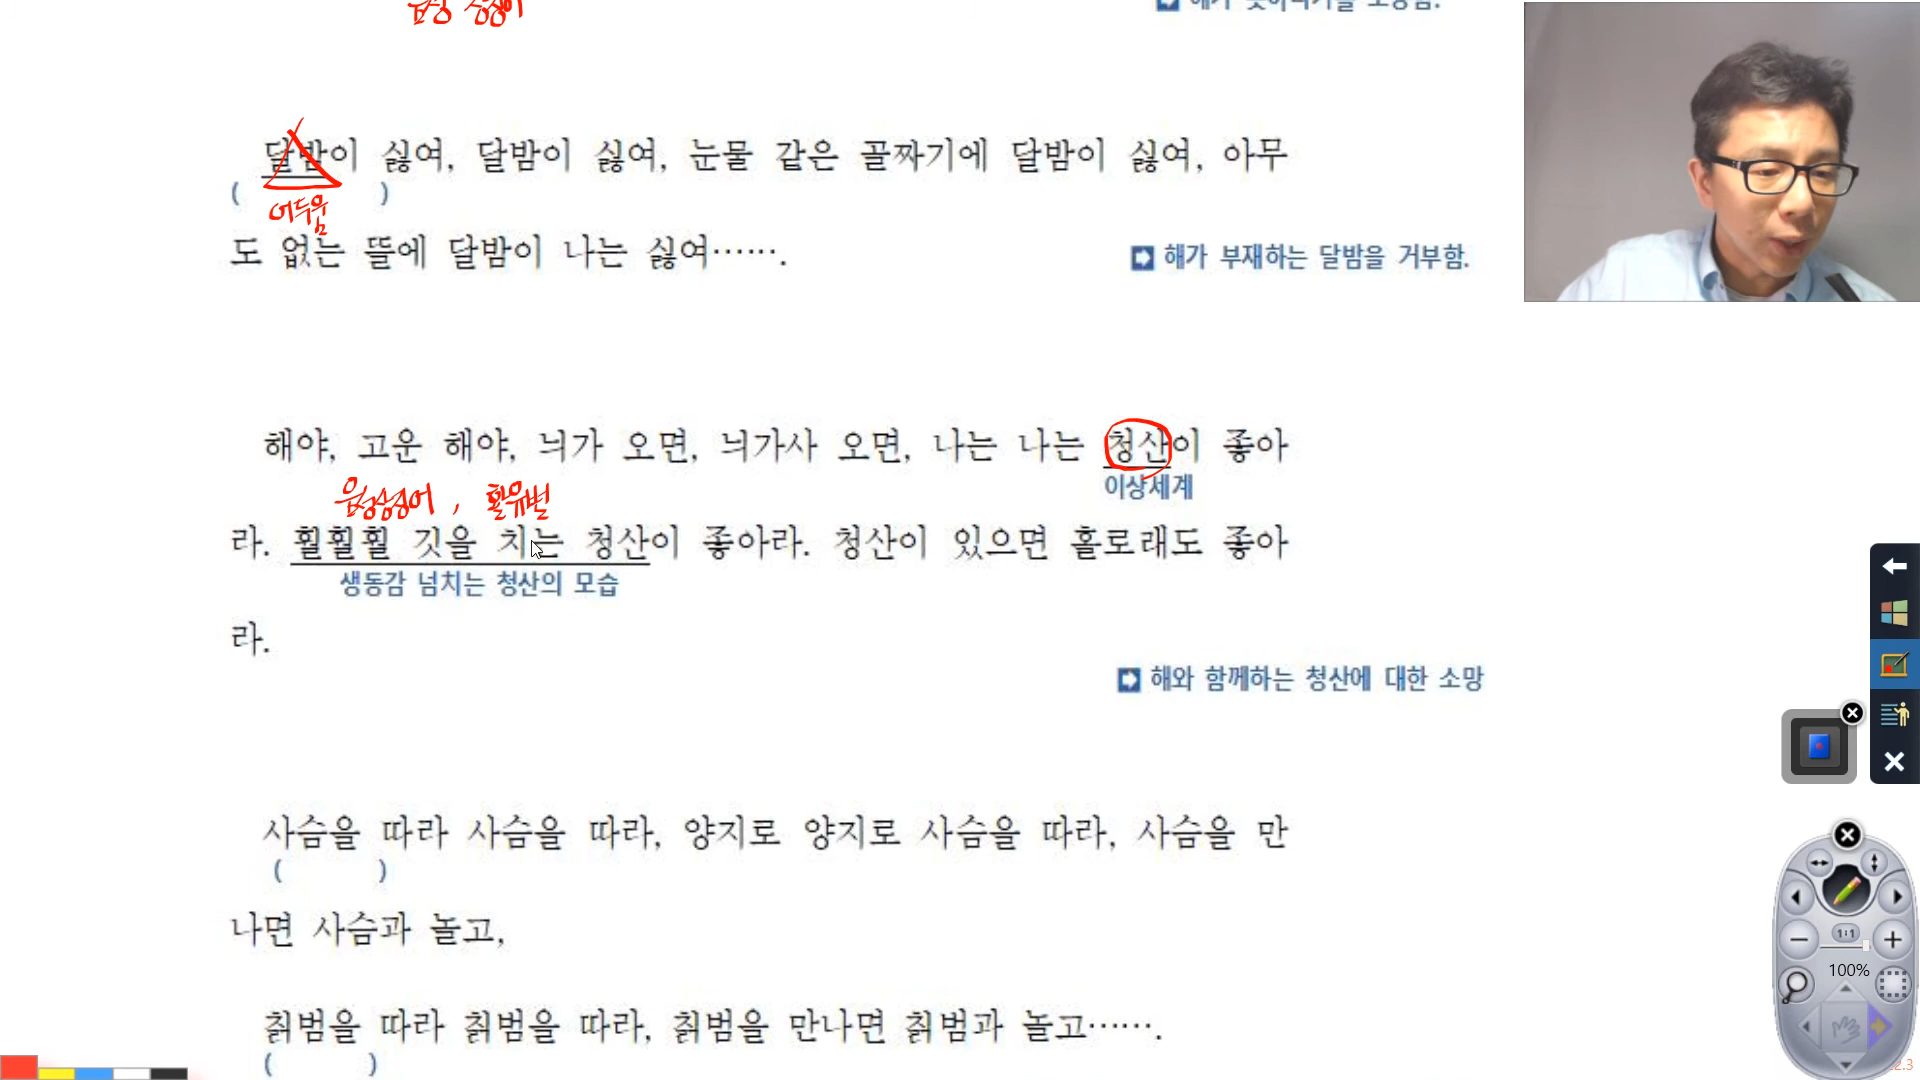 음성 상징어
달밤이 싫여, 달밤이 싫여, 눈물 같은 골짜기에 달밤이 싫여, 아무
( )
어두움
도 없는 뜰에 달밤이 나는 싫여…….
해가 부재하는 달밤을 거부함.
해야, 고운 해야, 늬가 오면, 늬가사 오면, 나는 나는 청산이 좋아
이상세계
음성상징어, 활유법
라. 훨훨훨 깃을 치는 청산이 좋아라. 청산이 있으면 홀로래도 좋아
생동감 넘치는 청산의 모습
라.
해와 함께하는 청산에 대한 소망
사슴을 따라 사슴을 따라, 양지로 양지로 사슴을 따라, 사슴을 만
( )
나면 사슴과 놀고,
칡범을 따라 칡범을 따라, 칡범을 만나면 칡범과 놀고…….
( )
1:1
100%